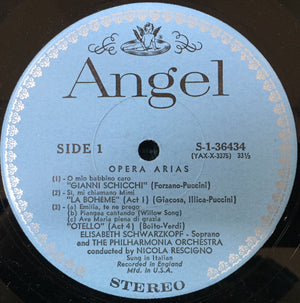 Angel
SIDE 1
S-1-36434
(YAX-X-3375) 33⅓
OPERA ARIAS
(1) - O mio babbino caro
"GIANNI SCHICCHI" (Forzano-Puccini)
(2) - Si, mi chiamano Mimi
"LA BOHEME" (Act I) (Giacosa, Illica-Puccini)
(3) - (a) Emilia, te ne prego
b) Piangea cantando (Willow Song)
(c) Ave Maria piena di grazia
"OTELLO" (Act 4) (Boito-Verdi)
ELISABETH SCHWARZKOPF - Soprano
and THE PHILHARMONIA ORCHESTRA
conducted by NICOLA RESCIGNO
Sung in Italian
Recorded in England
Mfd. in U.S.A.
STEREO